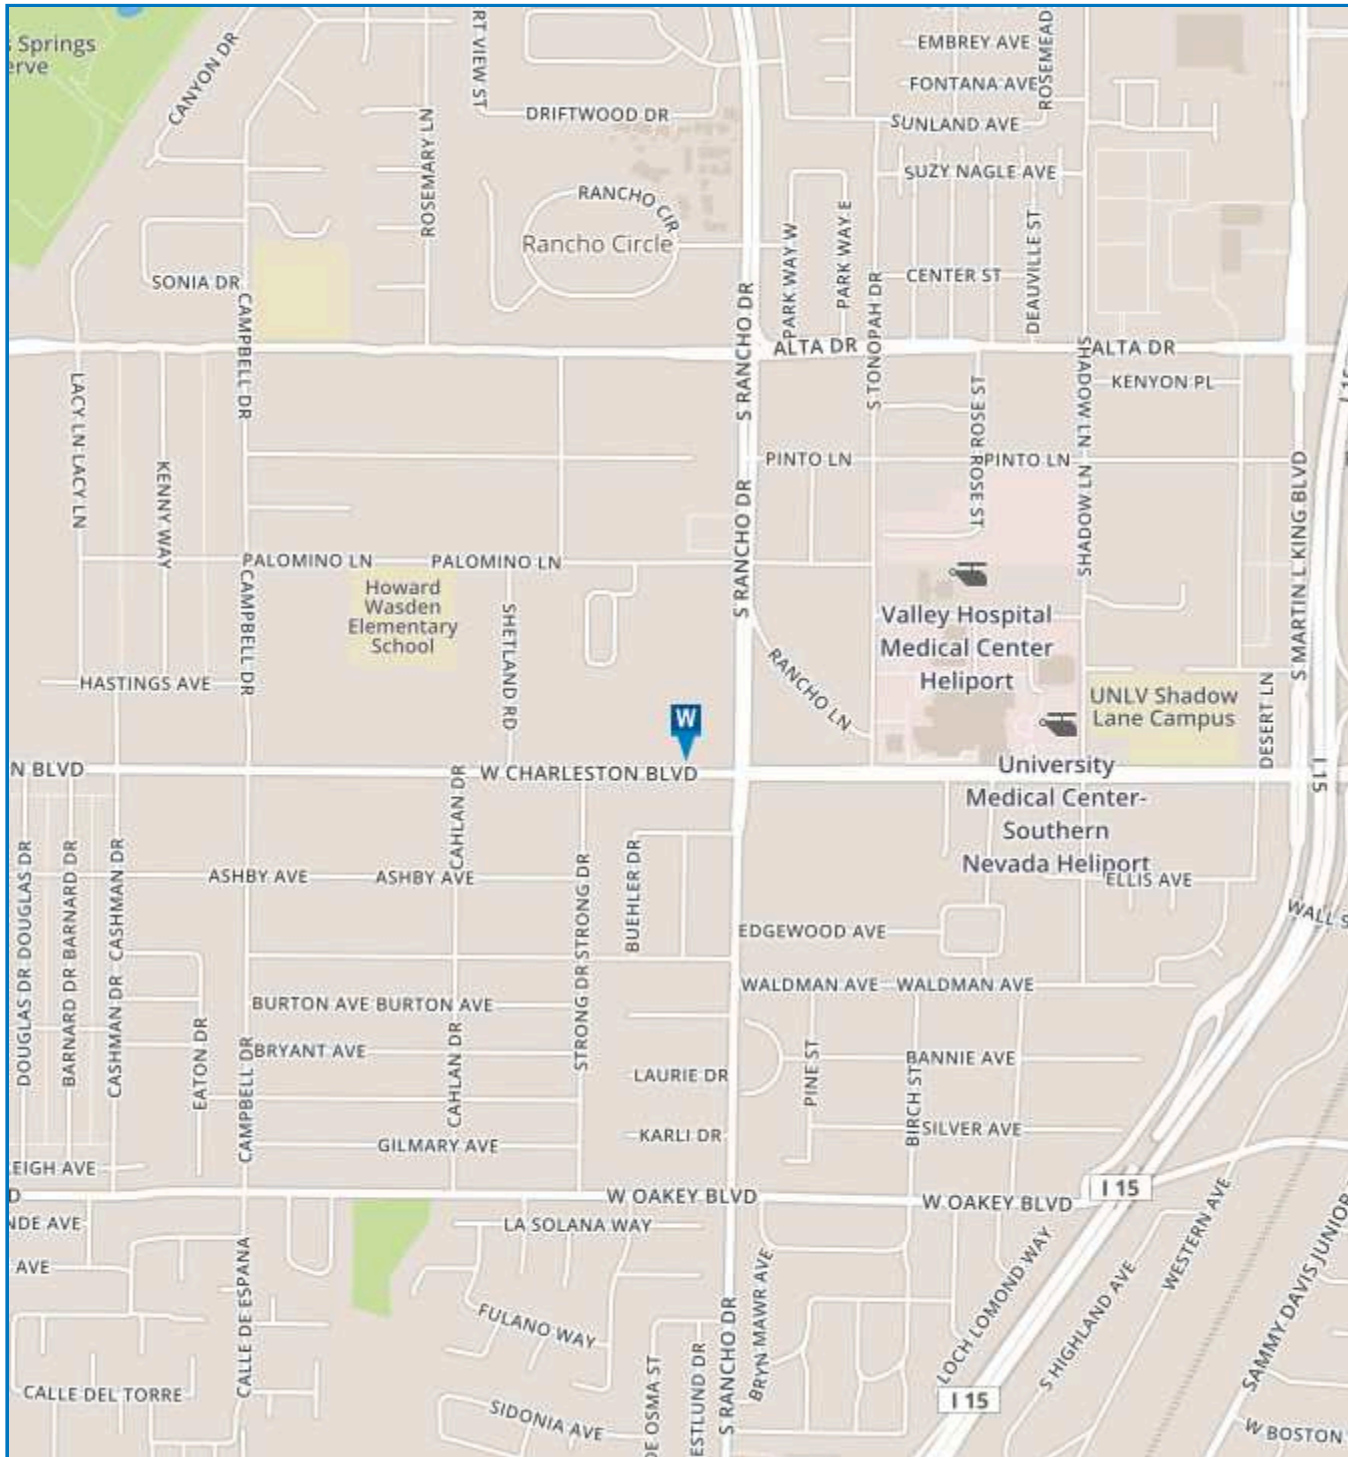 Springs
erve
CANYON DR
RT VIEW ST
EMBREY AVE
ROSEMEAD
FONTANA AVE
DRIFTWOOD DR
SUNLAND AVE
ROSEMARY LN
SUZY NAGLE AVE
RANCHO CIR
Rancho Circle
PARK WAY W
PARK WAY E
DEAUVILLE ST
SONIA DR
CENTER ST
CAMPBELL DR
S RANCHO DR
S TONOPAH DR
ALTA DR
ALTA DR
SHADOW LN
KENYON PL
I 15
LACY LN
LACY LN
KENNY WAY
ROSE ST
ROSE ST
PINTO LN
PINTO LN
SHADOW LN
S MARTIN L KING BLVD
S RANCHO DR
PALOMINO LN
PALOMINO LN
CAMPBELL DR
Howard
Wasden
Elementary
School
SHETLAND RD
Valley Hospital
Medical Center
Heliport
RANCHO LN
HASTINGS AVE
UNLV Shadow
Lane Campus
DESERT LN
W
N BLVD
W CHARLESTON BLVD
I 15
University
Medical Center-
Southern
Nevada Heliport
CAHLAN DR
DOUGLAS DR
BARNARD DR
CASHMAN DR
ASHBY AVE
ASHBY AVE
STRONG DR
BUEHLER DR
ELLIS AVE
WALL S
EDGEWOOD AVE
DOUGLAS DR
BARNARD DR
CASHMAN DR
WALDMAN AVE
WALDMAN AVE
BURTON AVE
BURTON AVE
STRONG DR
EATON DR
CAMPBELL DR
BRYANT AVE
CAHLAN DR
LAURIE DR
PINE ST
BANNIE AVE
BIRCH ST
KARLI DR
SILVER AVE
GILMARY AVE
EIGH AVE
D
W OAKEY BLVD
W OAKEY BLVD
I 15
NDE AVE
LA SOLANA WAY
AVE
CALLE DE ESPANA
BRYN MAWR AVE
LOCH LOMOND WAY
S HIGHLAND AVE
WESTERN AVE
SAMMY DAVIS JUNIOR
FULANO WAY
S RANCHO DR
CALLE DEL TORRE
DE OSMA ST
ESTLUND DR
I 15
SIDONIA AVE
W BOSTON